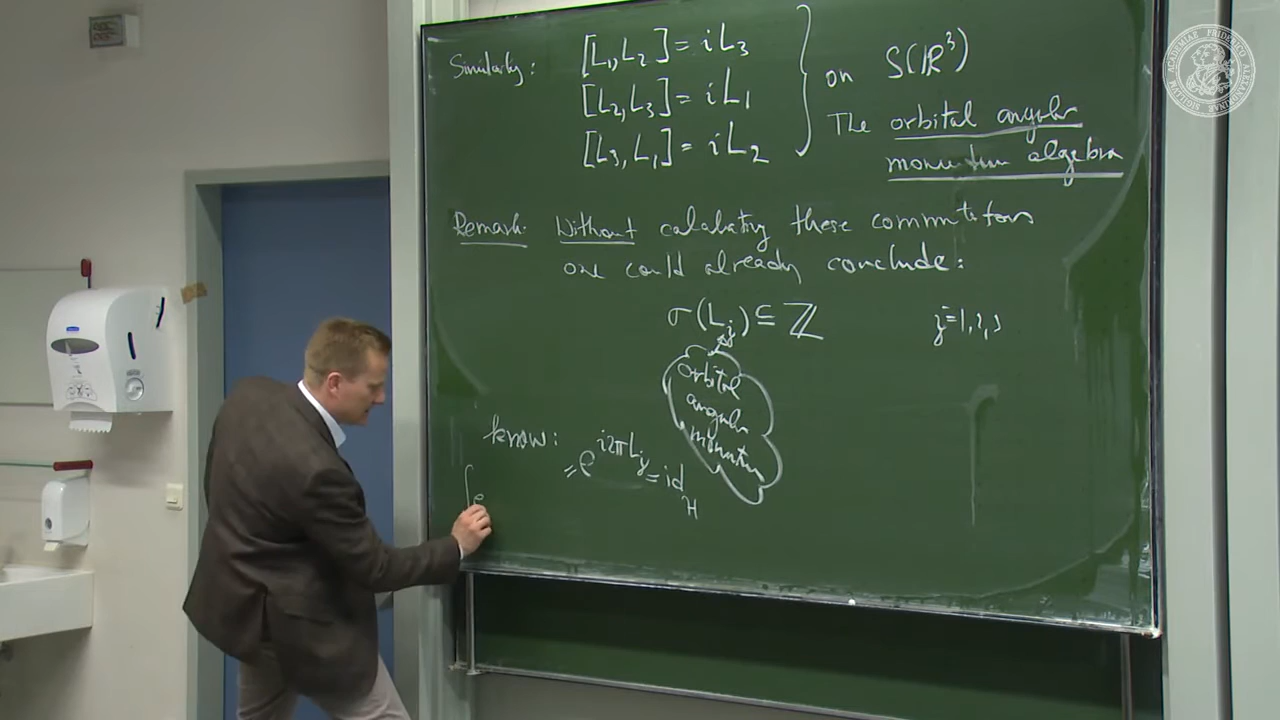 Similarly: [L1, L2] = iL3
[L2, L3] = iL1
[L3, L1] = iL2
on S(ℝ³)
The orbital angular
momentum algebra
Remark: Without calculating these commutators
one could already conclude:
σ(Lj) ⊆ ℤ j=1,2,3
orbital
angular
momentum
know: = e^{i2πLj} = id_H
∫ e